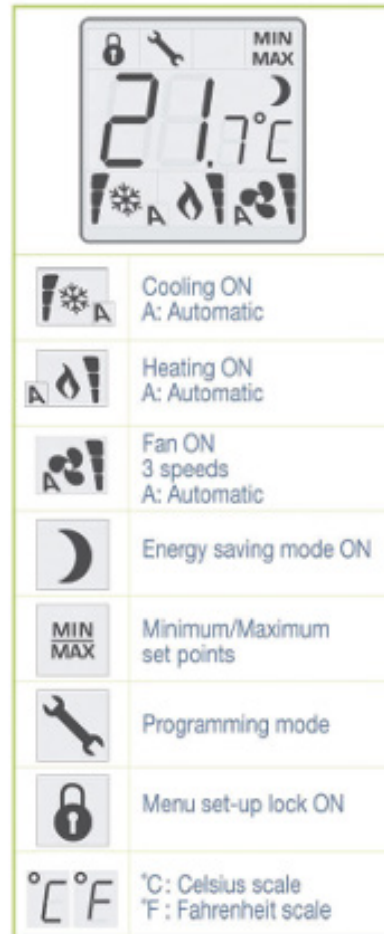 MIN
MAX
21.7°C
A A
A
Cooling ON
A: Automatic
A
Heating ON
A: Automatic
A
Fan ON
3 speeds
A: Automatic
Energy saving mode ON
MIN
MAX
Minimum/Maximum
set points
Programming mode
Menu set-up lock ON
°C°F
°C: Celsius scale
°F : Fahrenheit scale